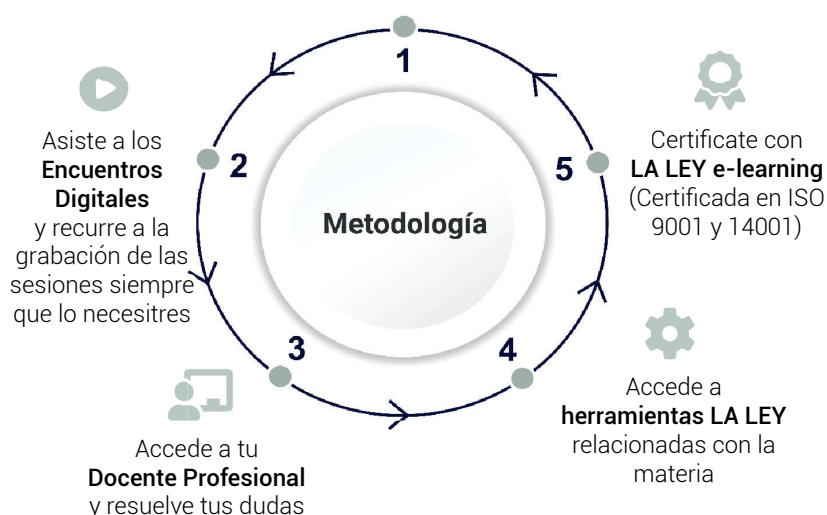 1
Asiste a los
Encuentros
Digitales
y recurre a la
grabación de las
sesiones siempre
que lo necesitres
2
Metodología
5
Certificate con
LA LEY e-learning
(Certificada en ISO
9001 y 14001)
3
Accede a tu
Docente Profesional
y resuelve tus dudas
4
Accede a
herramientas LA LEY
relacionadas con la
materia